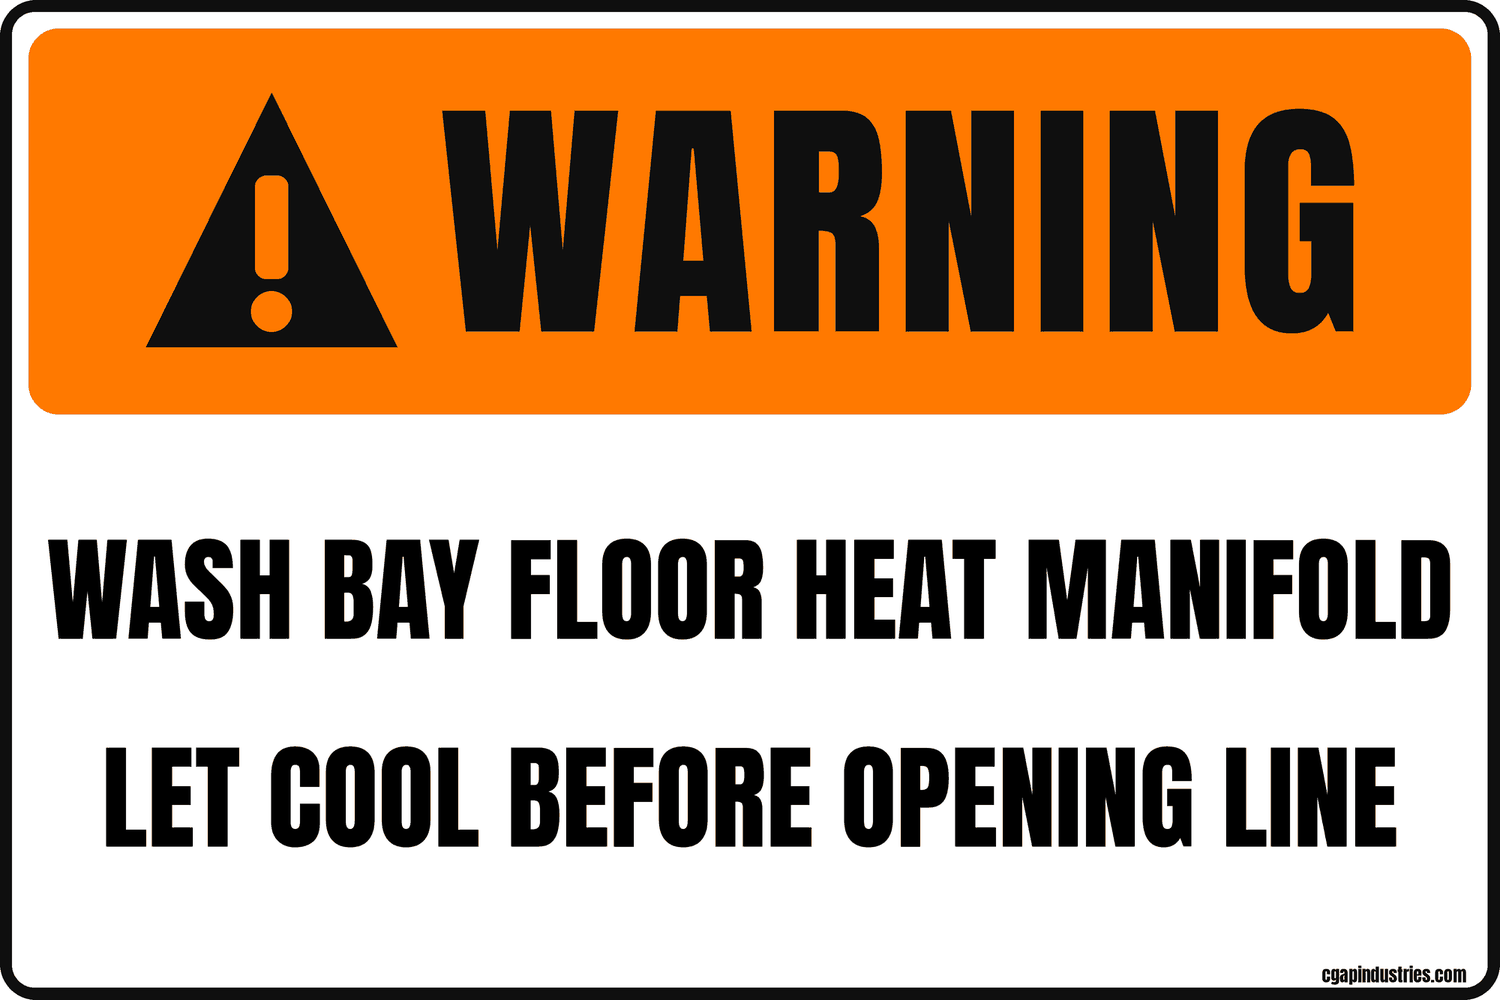 WARNING
WASH BAY FLOOR HEAT MANIFOLD
LET COOL BEFORE OPENING LINE
cgapindustries.com